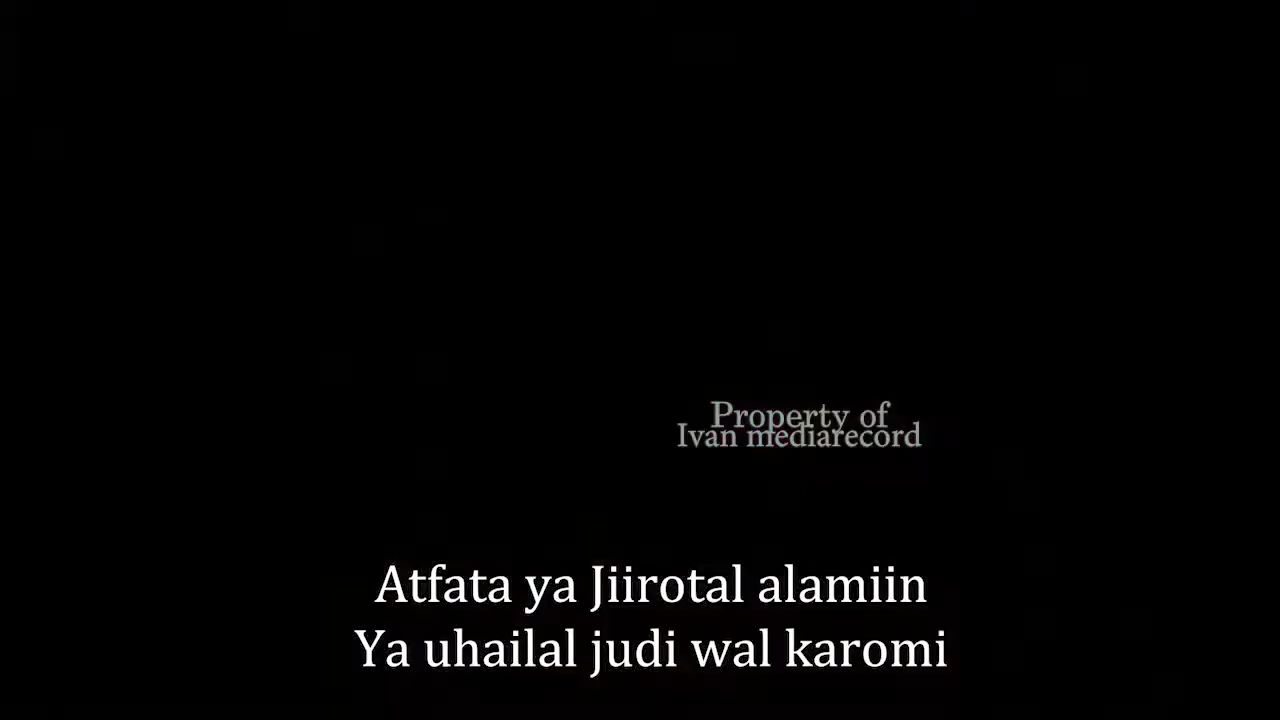 Property of
Ivan mediarecord
Atfata ya Jiirotal alamiin
Ya uhailal judi wal karomi